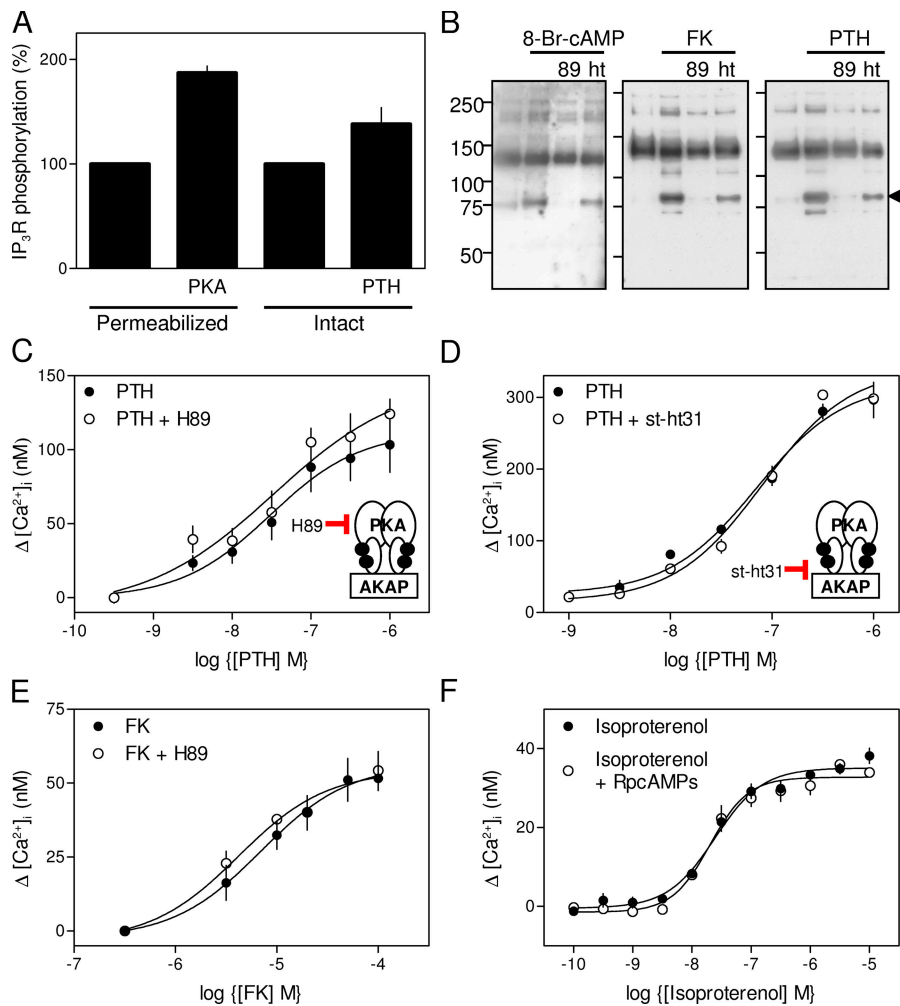 A
IP3R phosphorylation (%)
200
100
0
PKA
PTH
Permeabilized
Intact
B
8-Br-cAMP
FK
PTH
89 ht
89 ht
89 ht
250
150
100
75
50
C
150
100
50
0
Δ [Ca2+]i (nM)
PTH
PTH + H89
H89
PKA
AKAP
-10
-9
-8
-7
-6
log {[PTH] M}
D
300
200
100
0
Δ [Ca2+]i (nM)
PTH
PTH + st-ht31
st-ht31
PKA
AKAP
-9
-8
-7
-6
log {[PTH] M}
E
75
50
25
0
Δ [Ca2+]i (nM)
FK
FK + H89
-7
-6
-5
-4
log {[FK] M}
F
40
20
0
Δ [Ca2+]i (nM)
Isoproterenol
Isoproterenol
+ RpcAMPs
-10
-9
-8
-7
-6
-5
log {[Isoproterenol] M}